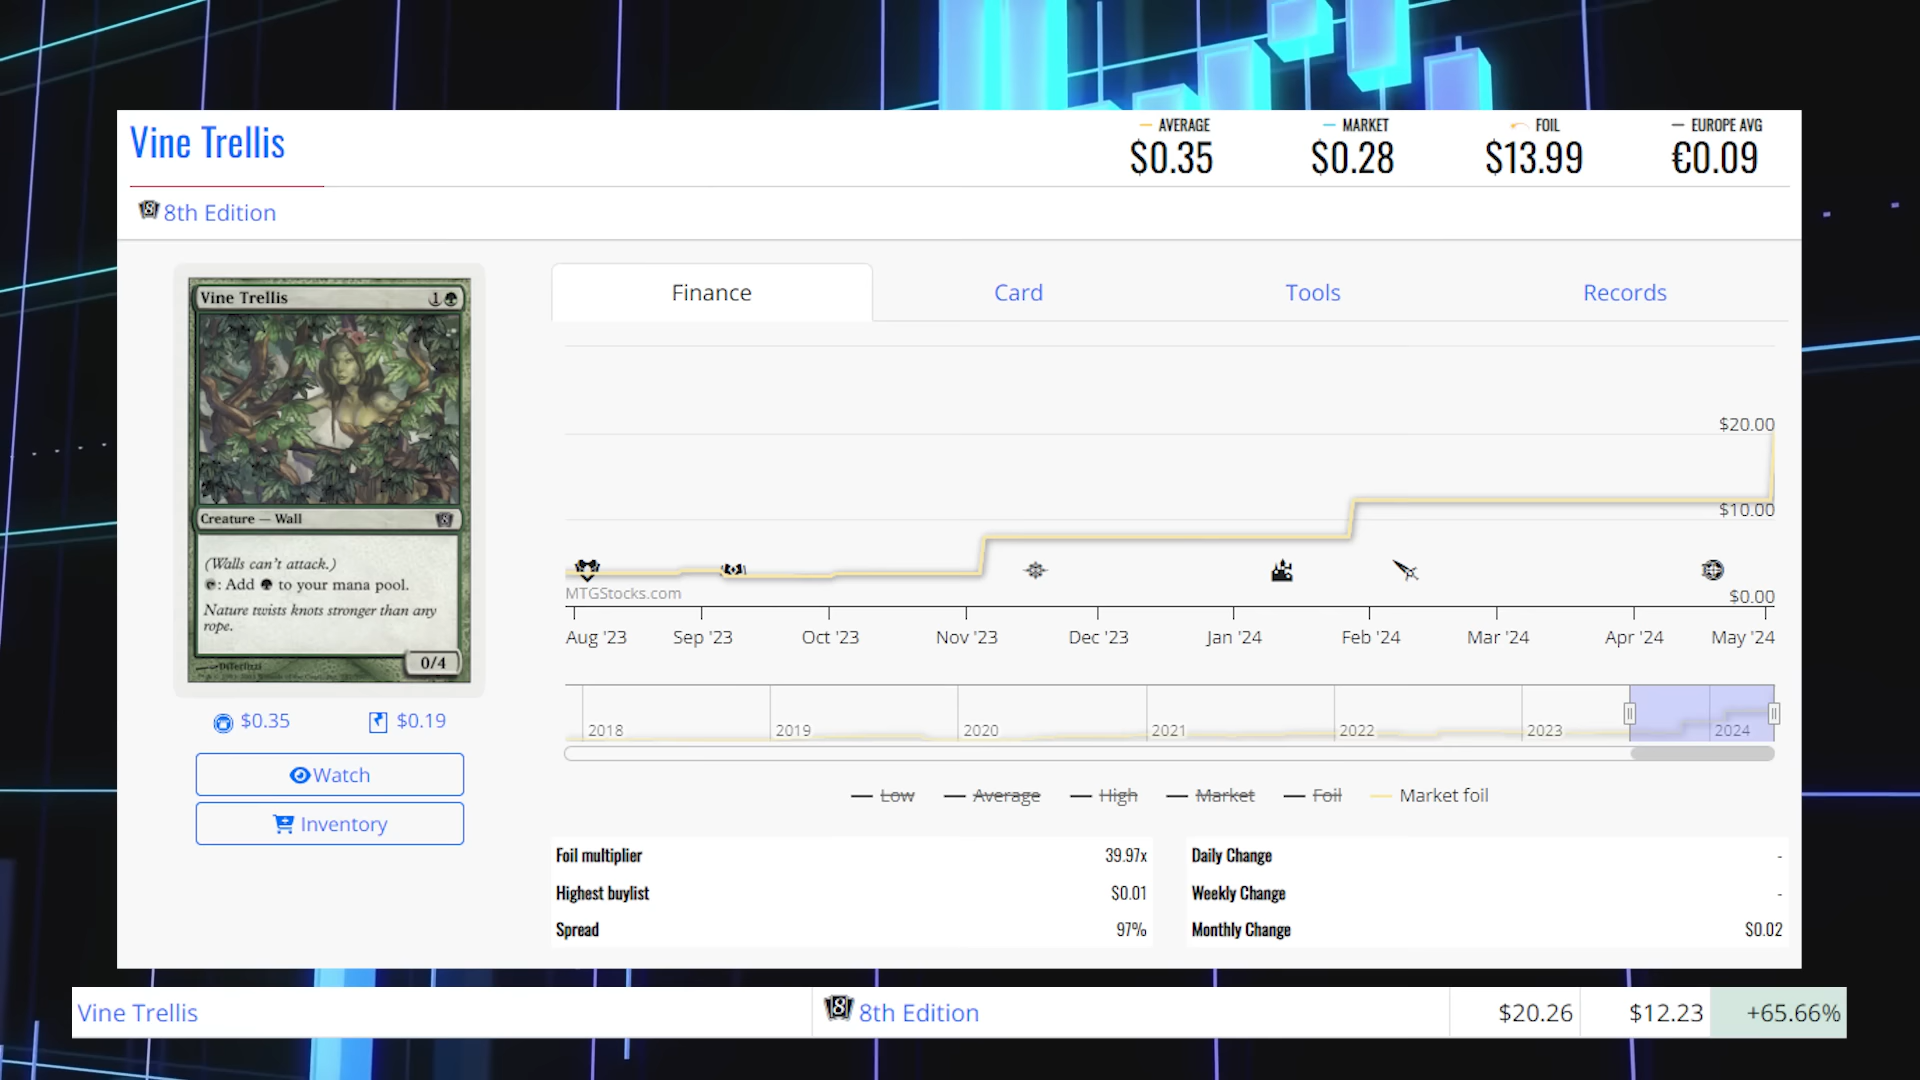 Vine Trellis
AVERAGE
$0.35
MARKET
$0.28
FOIL
$13.99
EUROPE AVG
€0.09
8th Edition
Vine Trellis 1
Creature — Wall
(Walls can't attack.)
: Add to your mana pool.
Nature twists knots stronger than any
rope.
DiTerlizzi
0/4
$0.35
$0.19
Watch
Inventory
Finance
Card
Tools
Records
$20.00
$10.00
$0.00
MTGStocks.com
Aug '23
Sep '23
Oct '23
Nov '23
Dec '23
Jan '24
Feb '24
Mar '24
Apr '24
May '24
2018
2019
2020
2021
2022
2023
2024
Low
Average
High
Market
Foil
Market foil
Foil multiplier 39.97x
Highest buylist $0.01
Spread 97%
Daily Change -
Weekly Change -
Monthly Change $0.02
Vine Trellis 8 8th Edition $20.26 $12.23 +65.66%